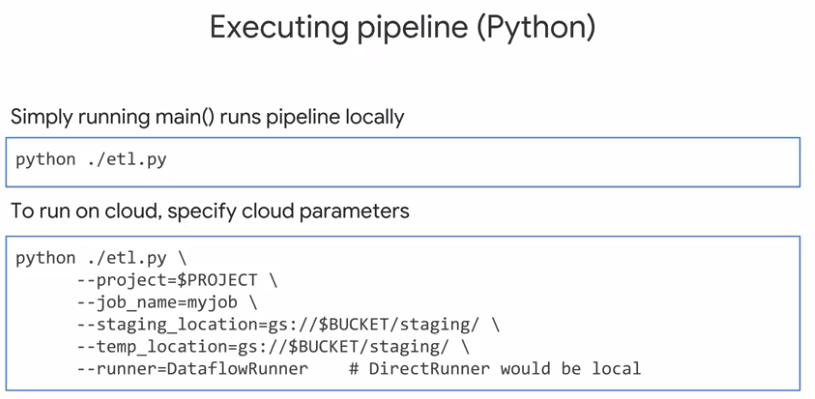 Executing pipeline (Python)
Simply running main() runs pipeline locally
python ./etl.py
To run on cloud, specify cloud parameters
python ./etl.py \
--project=$PROJECT \
--job_name=myjob \
--staging_location=gs://$BUCKET/staging/ \
--temp_location=gs://$BUCKET/staging/ \
--runner=DataflowRunner # DirectRunner would be local